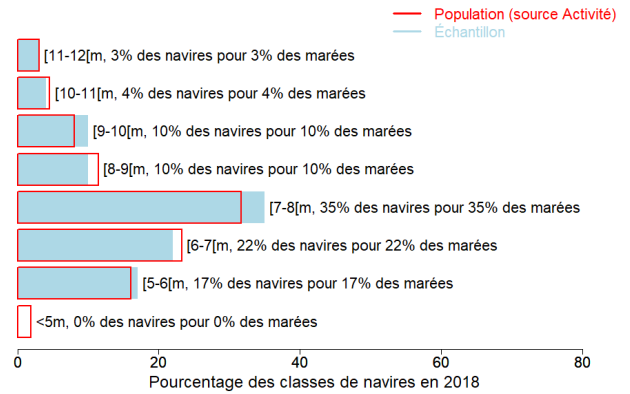 Population (source Activité)
Échantillon
[11-12[m, 3% des navires pour 3% des marées
[10-11[m, 4% des navires pour 4% des marées
[9-10[m, 10% des navires pour 10% des marées
[8-9[m, 10% des navires pour 10% des marées
[7-8[m, 35% des navires pour 35% des marées
[6-7[m, 22% des navires pour 22% des marées
[5-6[m, 17% des navires pour 17% des marées
<5m, 0% des navires pour 0% des marées
0 20 40 60 80
Pourcentage des classes de navires en 2018